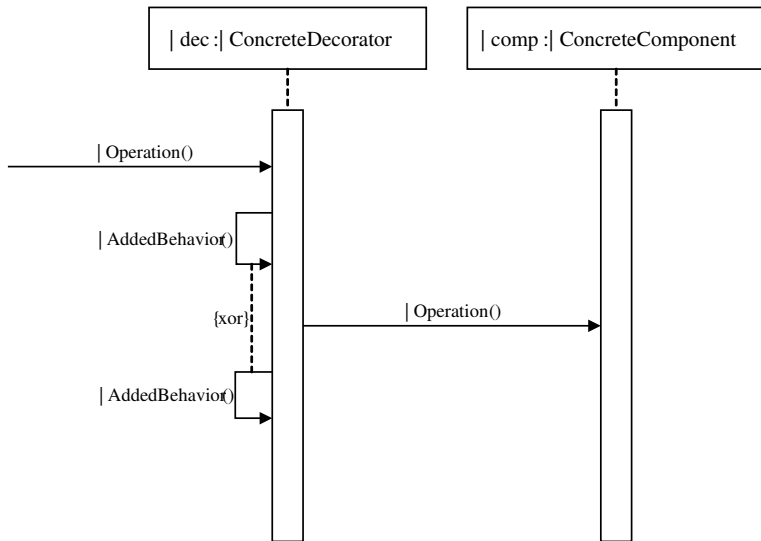 | dec :| ConcreteDecorator
| comp :| ConcreteComponent
| Operation()
| AddedBehavior()
{xor}
| Operation()
| AddedBehavior()